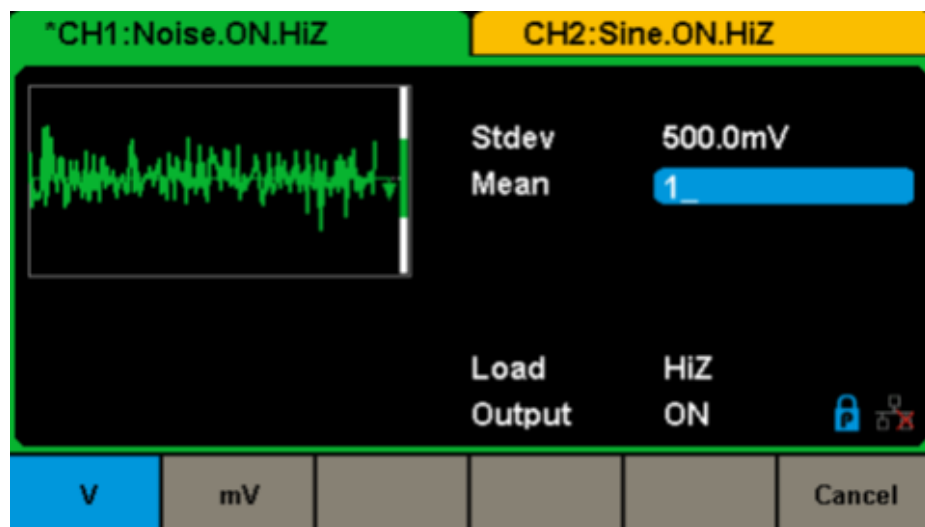 *CH1:Noise.ON.HiZ CH2:Sine.ON.HiZ
Stdev 500.0mV
Mean 1_
Load HiZ
Output ON P
V mV Cancel